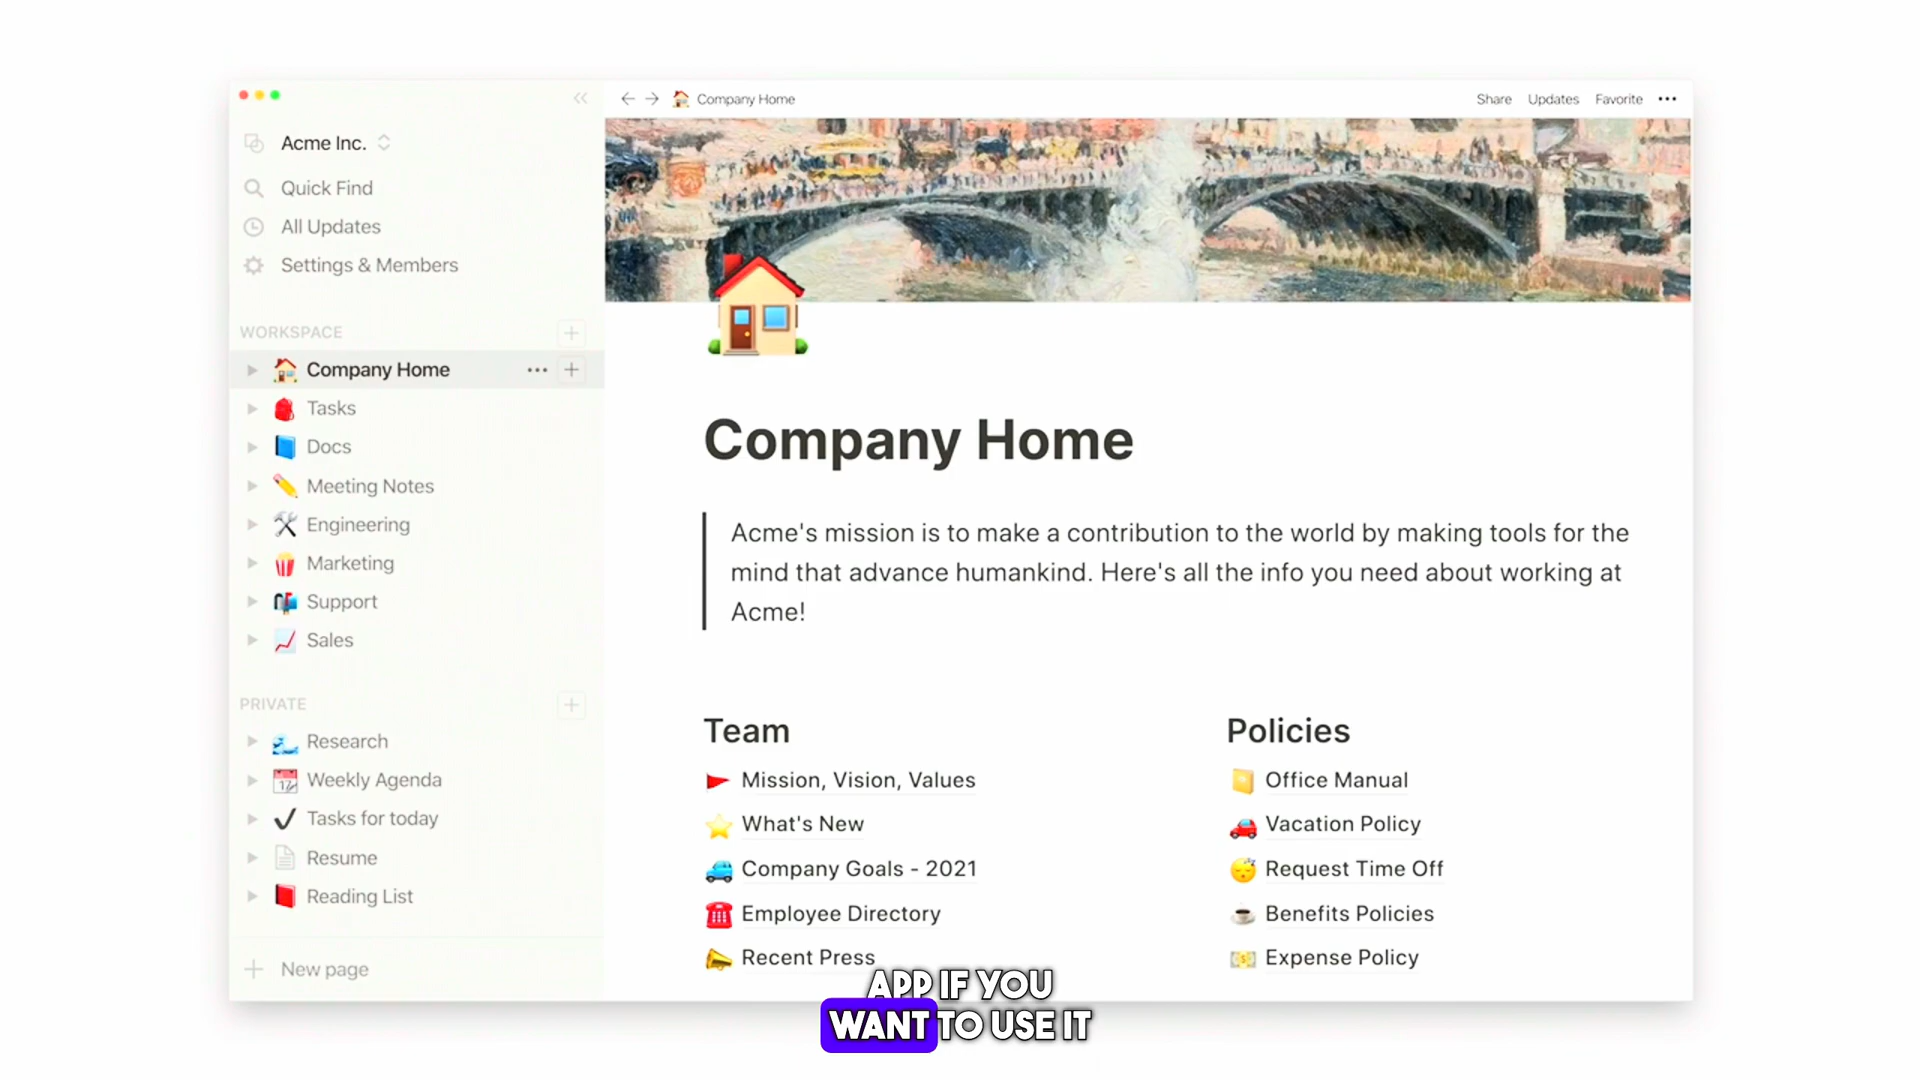 Acme Inc.
Quick Find
All Updates
Settings & Members
WORKSPACE
Company Home
Tasks
Docs
Meeting Notes
Engineering
Marketing
Support
Sales
PRIVATE
Research
Weekly Agenda
Tasks for today
Resume
Reading List
New page
Company Home
Share Updates Favorite
Company Home
Acme's mission is to make a contribution to the world by making tools for the
mind that advance humankind. Here's all the info you need about working at
Acme!
Team
Mission, Vision, Values
What's New
Company Goals - 2021
Employee Directory
Recent Press
Policies
Office Manual
Vacation Policy
Request Time Off
Benefits Policies
Expense Policy
APP IF YOU
WANT TO USE IT